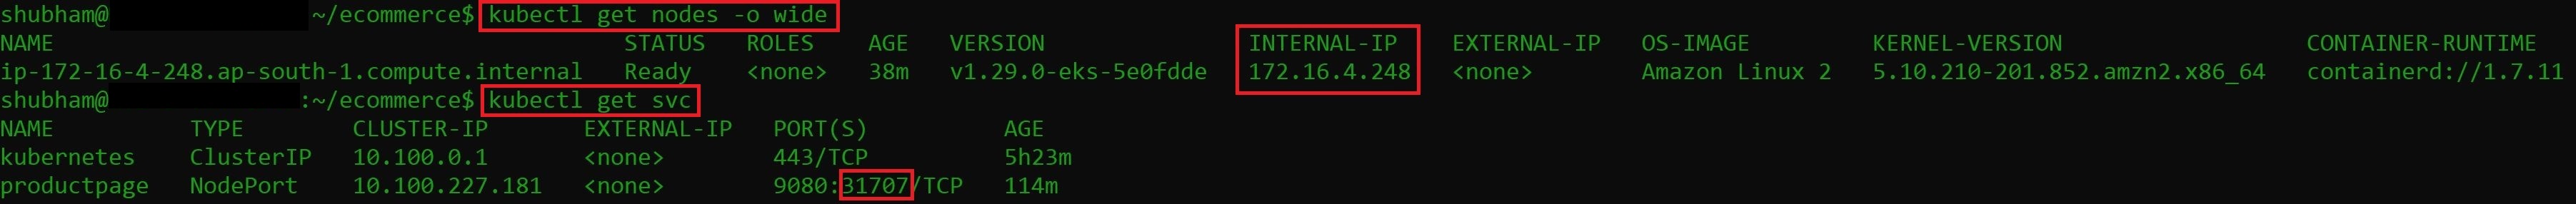 shubham@ ~/ecommerce$ kubectl get nodes -o wide
NAME STATUS ROLES AGE VERSION INTERNAL-IP EXTERNAL-IP OS-IMAGE KERNEL-VERSION CONTAINER-RUNTIME
ip-172-16-4-248.ap-south-1.compute.internal Ready <none> 38m v1.29.0-eks-5e0fdde 172.16.4.248 <none> Amazon Linux 2 5.10.210-201.852.amzn2.x86_64 containerd://1.7.11
shubham@ :~/ecommerce$ kubectl get svc
NAME TYPE CLUSTER-IP EXTERNAL-IP PORT(S) AGE
kubernetes ClusterIP 10.100.0.1 <none> 443/TCP 5h23m
productpage NodePort 10.100.227.181 <none> 9080:31707/TCP 114m